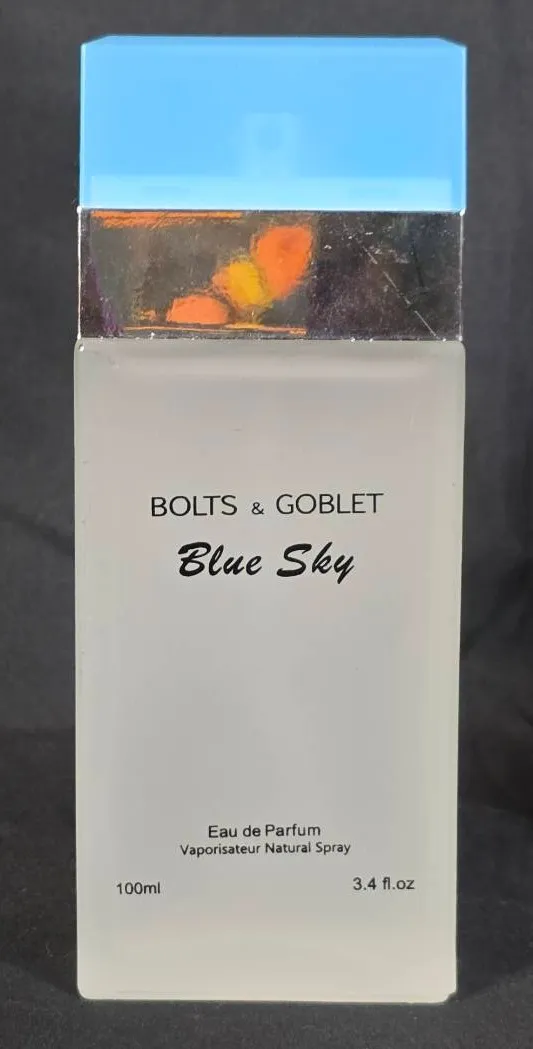 BOLTS & GOBLET
Blue Sky
Eau de Parfum
Vaporisateur Natural Spray
100ml 3.4 fl.oz